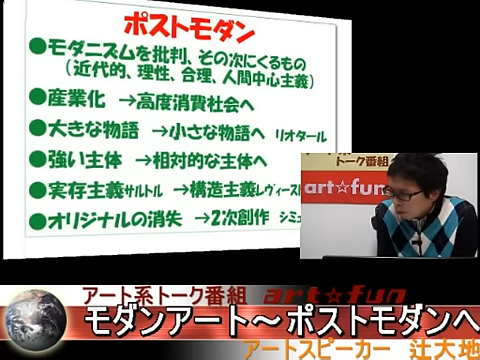 ポストモダン
●モダニズムを批判、その次にくるもの
（近代的、理性、合理、人間中心主義）
●産業化 →高度消費社会へ
●大きな物語 →小さな物語へ リオタール
●強い主体 →相対的な主体へ
●実存主義サルトル →構造主義レヴィース
●オリジナルの消失 →2次創作 シミュ
トーク番組
art☆fun
アート系トーク番組 art☆fun
モダンアート～ポストモダンへ
アートスピーカー 辻大地